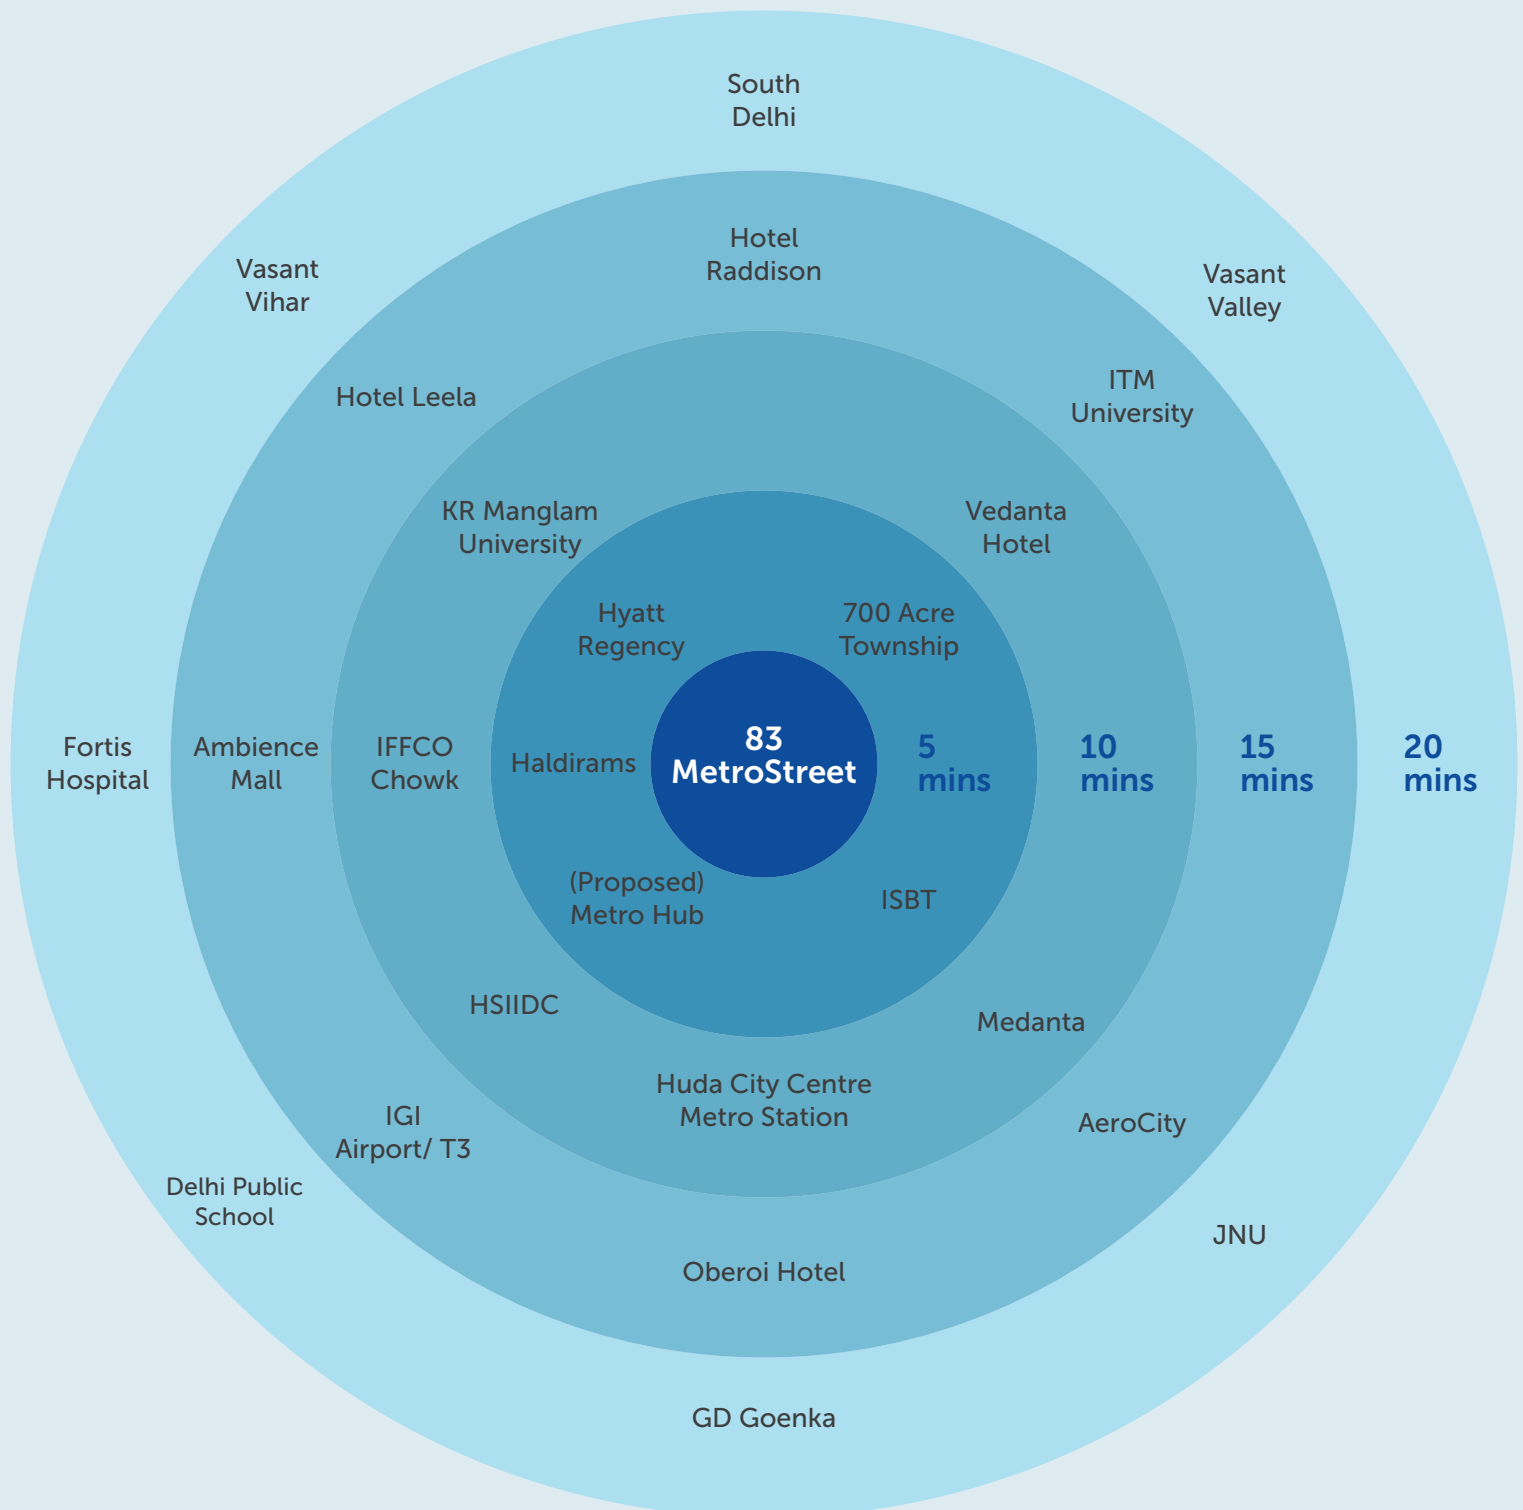 South
Delhi
Hotel
Raddison
Vasant
Vihar
Vasant
Valley
Hotel Leela
ITM
University
KR Manglam
University
Vedanta
Hotel
Hyatt
Regency
700 Acre
Township
Fortis
Hospital
Ambience
Mall
IFFCO
Chowk
Haldirams
83
MetroStreet
5
mins
10
mins
15
mins
20
mins
(Proposed)
Metro Hub
ISBT
HSIIDC
Medanta
Huda City Centre
Metro Station
IGI
Airport/ T3
AeroCity
Delhi Public
School
JNU
Oberoi Hotel
GD Goenka